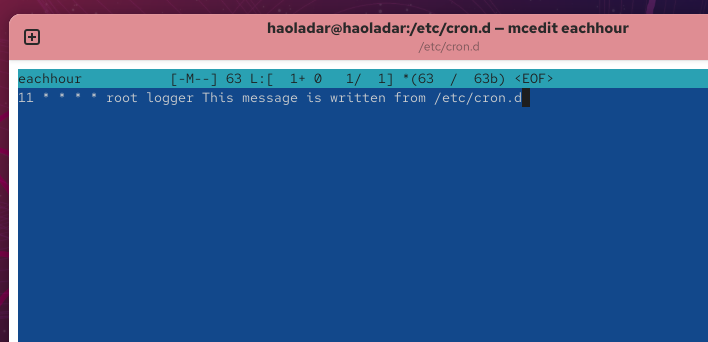 haoladar@haoladar:/etc/cron.d — mcedit eachhour
/etc/cron.d
eachhour           [-M--] 63 L:[  1+ 0   1/  1] *(63  /  63b) <EOF>
11 * * * * root logger This message is written from /etc/cron.d